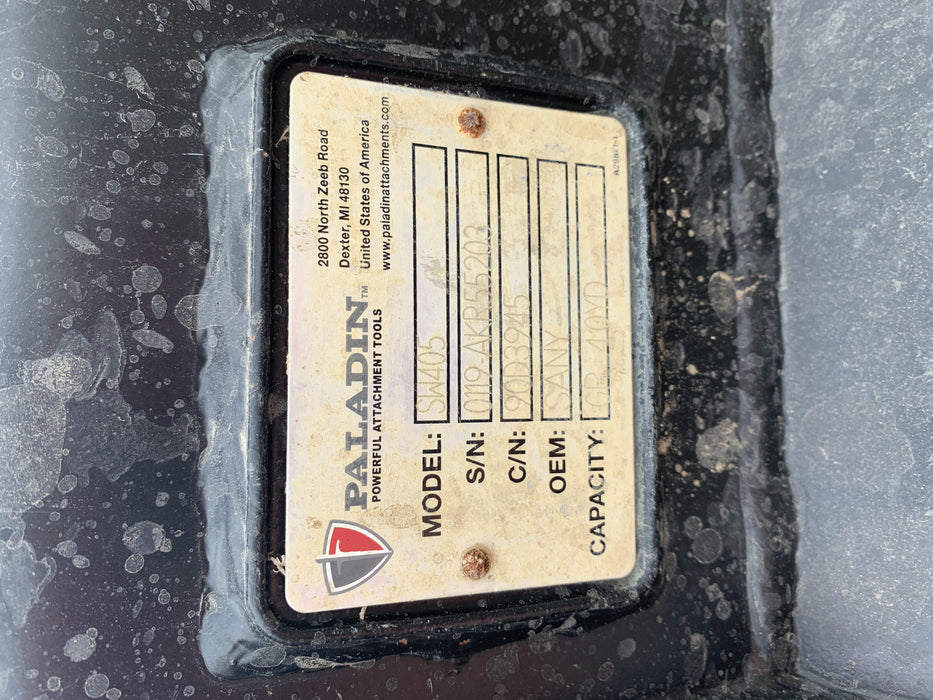 PALADIN™
POWERFUL ATTACHMENT TOOLS
2800 North Zeeb Road
Dexter, MI 48130
United States of America
www.paladinattachments.com
MODEL: SW405
S/N: 0119-AKR55203
C/N: 90D3945
OEM: SANY
CAPACITY: GR .40YD